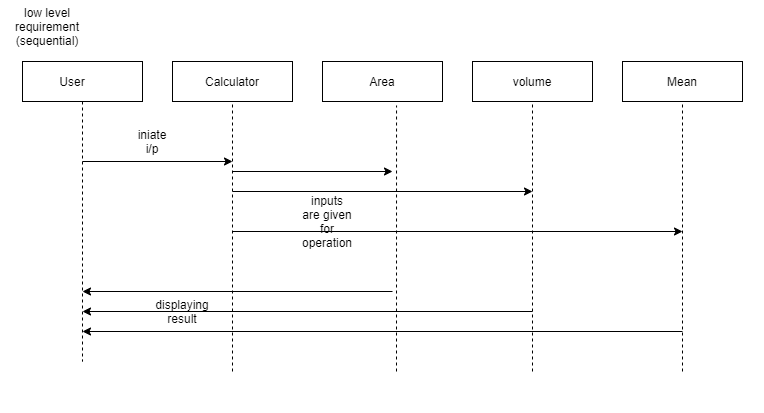 low level
requirement
(sequential)
User
Calculator
Area
volume
Mean
iniate
i/p
inputs
are given
for
operation
displaying
result